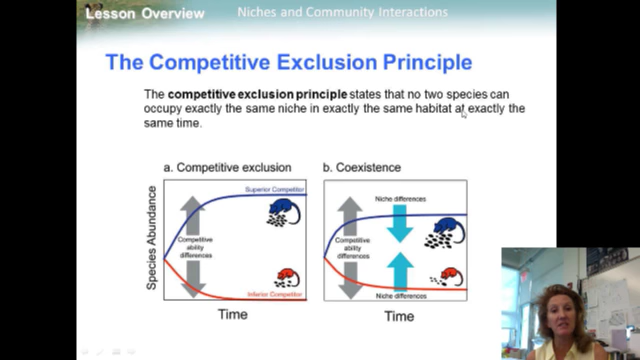 Lesson Overview
Niches and Community Interactions
The Competitive Exclusion Principle
The competitive exclusion principle states that no two species can
occupy exactly the same niche in exactly the same habitat at exactly the
same time.
a. Competitive exclusion
b. Coexistence
Species Abundance
Superior Competitor
Competitive
ability
differences
Inferior Competitor
Time
Niche differences
Competitive
ability
differences
Niche differences
Time